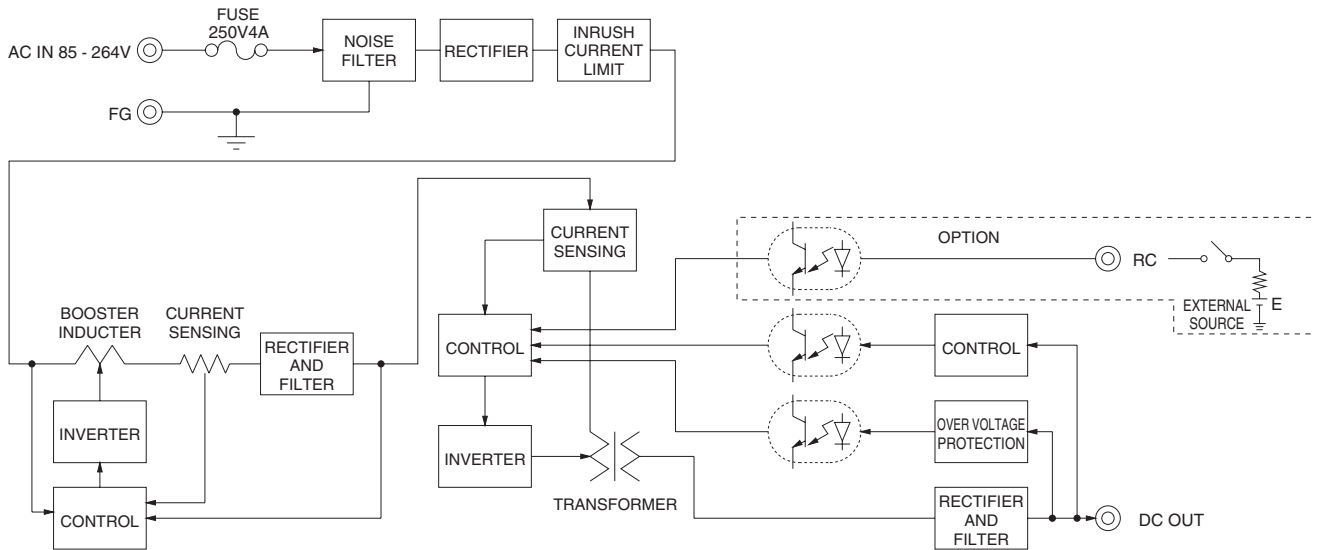 FUSE
250V4A
AC IN 85 - 264V
NOISE
FILTER
RECTIFIER
INRUSH
CURRENT
LIMIT
FG
CURRENT
SENSING
OPTION
RC
E
EXTERNAL
SOURCE
BOOSTER
INDUCTER
CURRENT
SENSING
RECTIFIER
AND
FILTER
CONTROL
CONTROL
INVERTER
INVERTER
OVER VOLTAGE
PROTECTION
CONTROL
TRANSFORMER
RECTIFIER
AND
FILTER
DC OUT